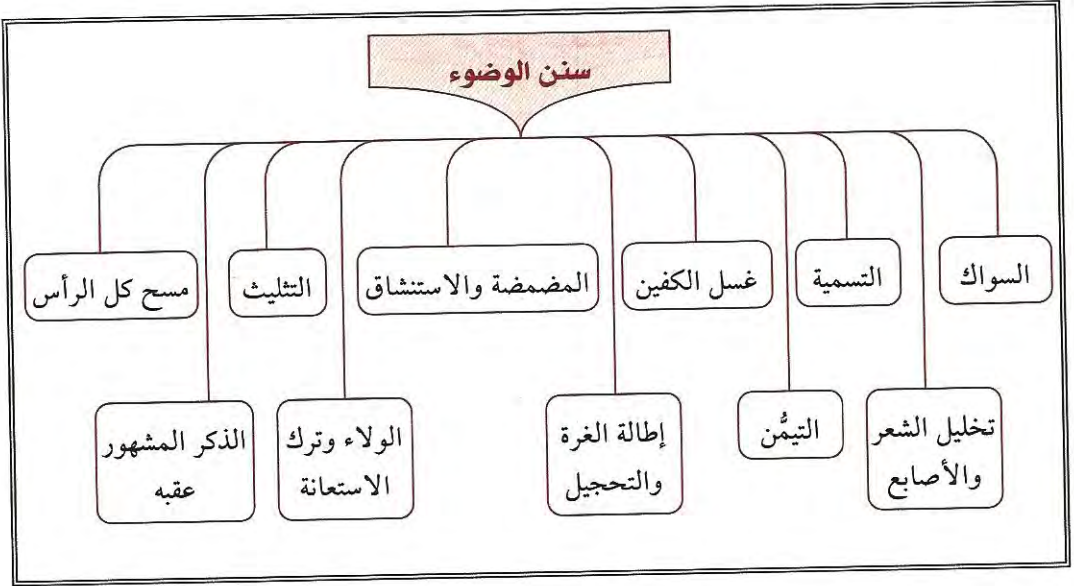 سنن الوضوء
السواك
التسمية
غسل الكفين
المضمضة والاستنشاق
التثليث
مسح كل الرأس
تخليل الشعر
والأصابع
التيمُّن
إطالة الغرة
والتحجيل
الولاء وترك
الاستعانة
الذكر المشهور
عقبه